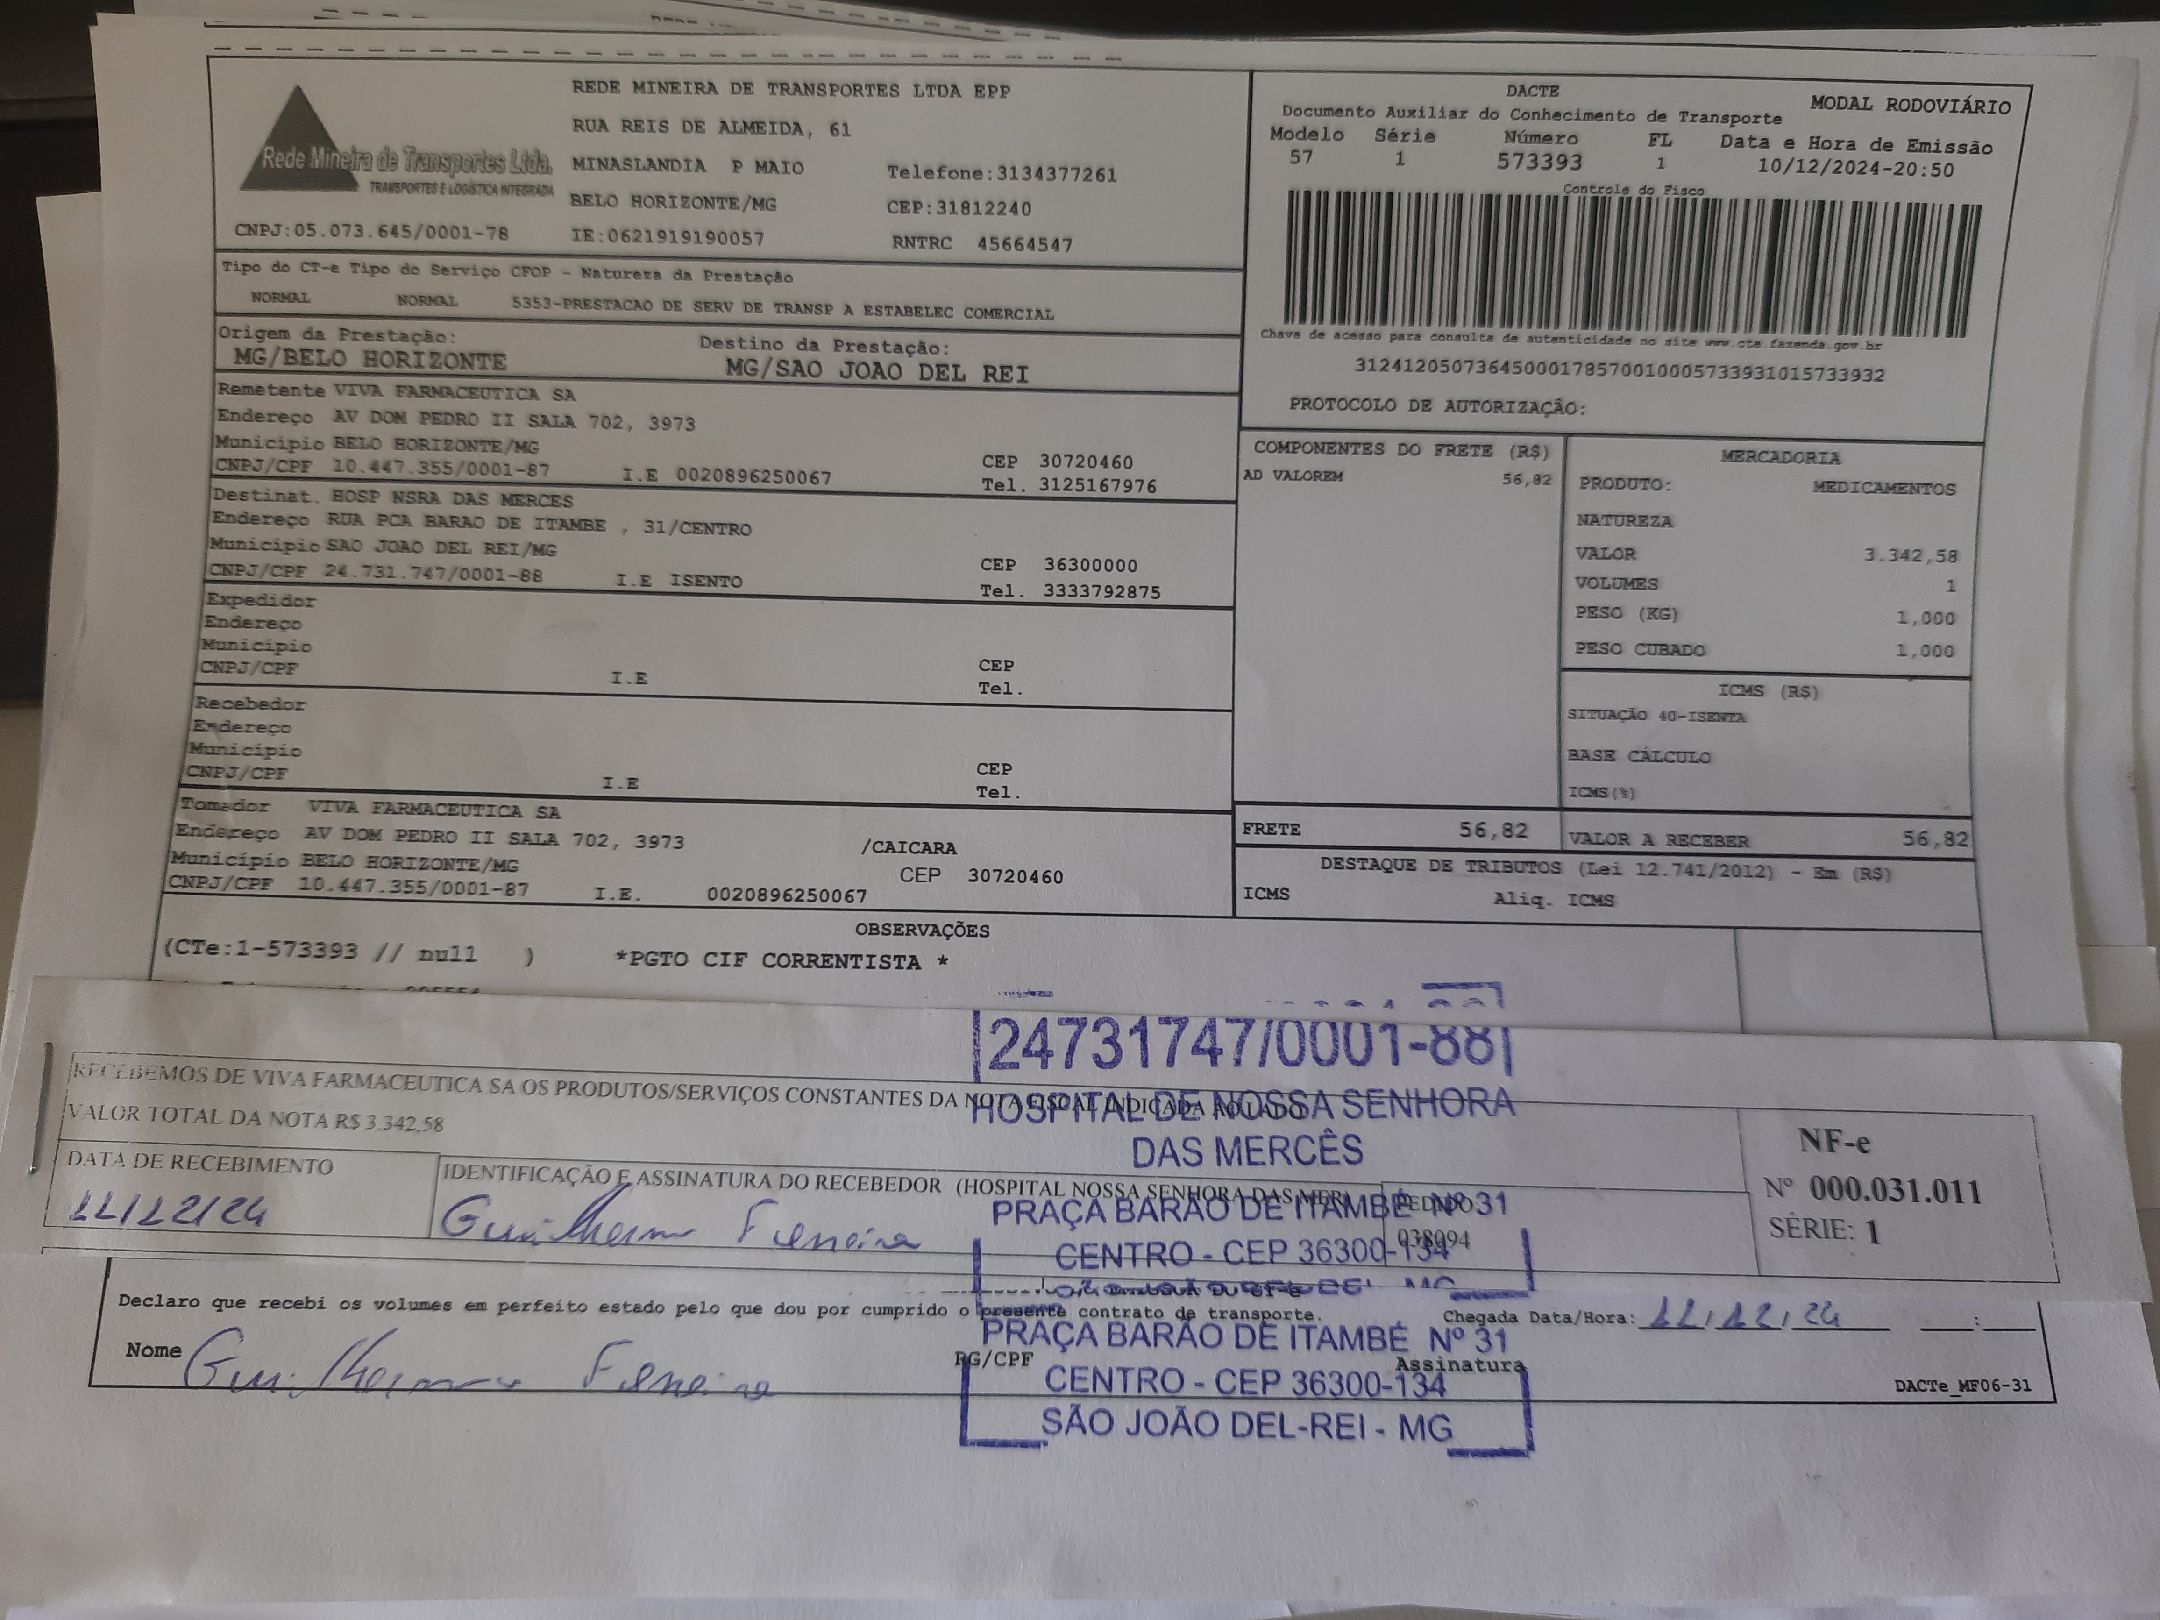 REDE MINEIRA DE TRANSPORTES LTDA EPP
RUA REIS DE ALMEIDA, 61
Rede Mineira de Transportes Ltda.
TRANSPORTES E LOGÍSTICA INTEGRADA
MINASLANDIA P MAIO Telefone:3134377261
BELO HORIZONTE/MG CEP:31812240
CNPJ:05.073.645/0001-78 IE:0621919190057 RNTRC 45664547
DACTE
MODAL RODOVIÁRIO
Documento Auxiliar do Conhecimento de Transporte
Modelo Série Número FL Data e Hora de Emissão
57 1 573393 1 10/12/2024-20:50
Controle do Fisco
Chave de acesso para consulta de autenticidade no site www.cte.fazenda.gov.br
31241205073645000178570010005733931015733932
PROTOCOLO DE AUTORIZAÇÃO:
Tipo do CT-e Tipo do Serviço CFOP - Natureza da Prestação
NORMAL NORMAL 5353-PRESTACAO DE SERV DE TRANSP A ESTABELEC COMERCIAL
Origem da Prestação: Destino da Prestação:
MG/BELO HORIZONTE MG/SAO JOAO DEL REI
Remetente VIVA FARMACEUTICA SA
Endereço AV DOM PEDRO II SALA 702, 3973
Município BELO HORIZONTE/MG CEP 30720460
CNPJ/CPF 10.447.355/0001-87 I.E 0020896250067 Tel. 3125167976
Destinat. HOSP NSRA DAS MERCES
Endereço RUA PCA BARAO DE ITAMBE , 31/CENTRO
Município SAO JOAO DEL REI/MG CEP 36300000
CNPJ/CPF 24.731.747/0001-88 I.E ISENTO Tel. 3333792875
Expedidor
Endereço
Município CEP
CNPJ/CPF I.E Tel.
Recebedor
Endereço
Município CEP
CNPJ/CPF I.E Tel.
Tomador VIVA FARMACEUTICA SA
Endereço AV DOM PEDRO II SALA 702, 3973 /CAICARA
Município BELO HORIZONTE/MG CEP 30720460
CNPJ/CPF 10.447.355/0001-87 I.E. 0020896250067
COMPONENTES DO FRETE (R$)
AD VALOREM 56,82
MERCADORIA
PRODUTO: MEDICAMENTOS
NATUREZA
VALOR 3.342,58
VOLUMES 1
PESO (KG) 1,000
PESO CUBADO 1,000
ICMS (R$)
SITUAÇÃO 40-ISENTA
BASE CÁLCULO
ICMS(%)
FRETE 56,82 VALOR A RECEBER 56,82
DESTAQUE DE TRIBUTOS (Lei 12.741/2012) - Em (R$)
ICMS Aliq. ICMS
OBSERVAÇÕES
(CTe:1-573393 // null ) *PGTO CIF CORRENTISTA *
24731747/0001-88
RECEBEMOS DE VIVA FARMACEUTICA SA OS PRODUTOS/SERVIÇOS CONSTANTES DA NOTA FISCAL INDICADA AO LADO
HOSPITAL DE NOSSA SENHORA
VALOR TOTAL DA NOTA R$ 3.342,58
DAS MERCÊS
NF-e
Nº 000.031.011
SÉRIE: 1
DATA DE RECEBIMENTO IDENTIFICAÇÃO E ASSINATURA DO RECEBEDOR (HOSPITAL NOSSA SENHORA DAS MER
PEDIDO
038094
11/12/24 Guilherme Ferreira
PRAÇA BARÃO DE ITAMBÉ Nº 31
CENTRO - CEP 36300-134
Declaro que recebi os volumes em perfeito estado pelo que dou por cumprido o presente contrato de transporte. Chegada Data/Hora: 11/12/24 :
PRAÇA BARÃO DE ITAMBÉ Nº 31
Nome Guilherme Ferreira RG/CPF Assinatura
CENTRO - CEP 36300-134
DACTe_MF06-31
SÃO JOÃO DEL-REI - MG